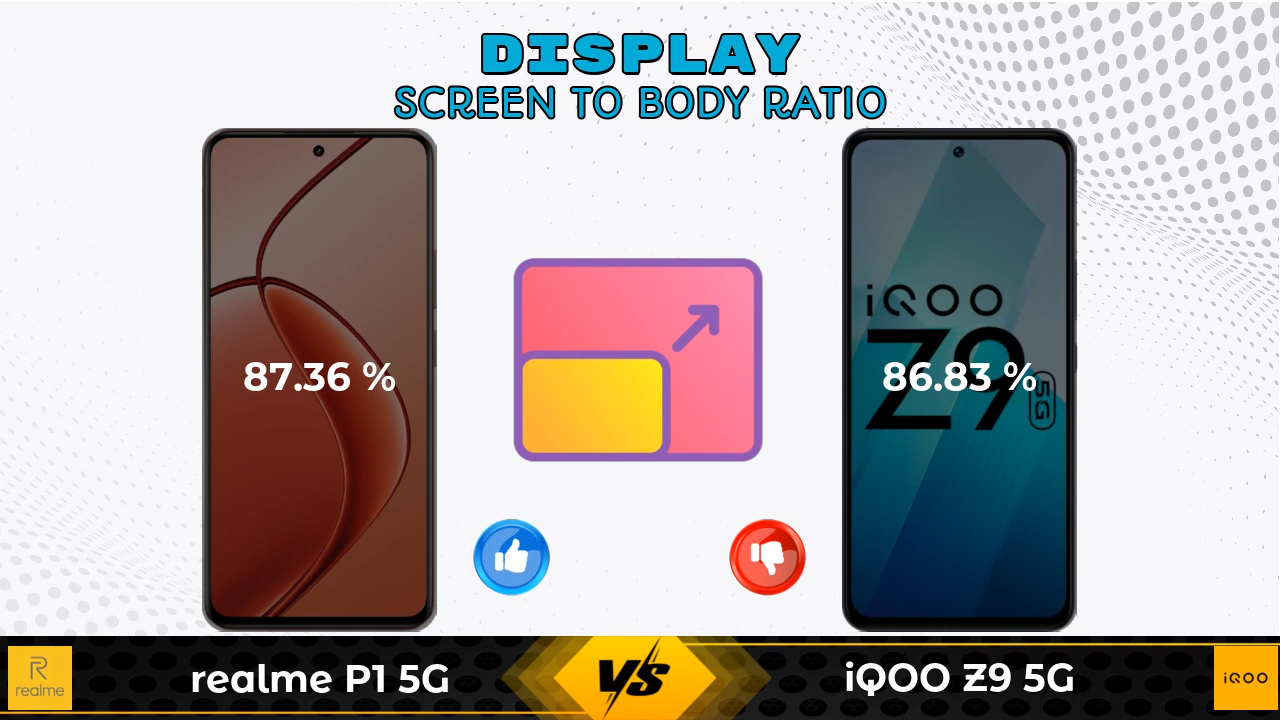 DISPLAY
SCREEN TO BODY RATIO
87.36 %
iQOO
Z9
5G
86.83 %
R
realme
realme P1 5G
VS
iQOO Z9 5G
iQOO